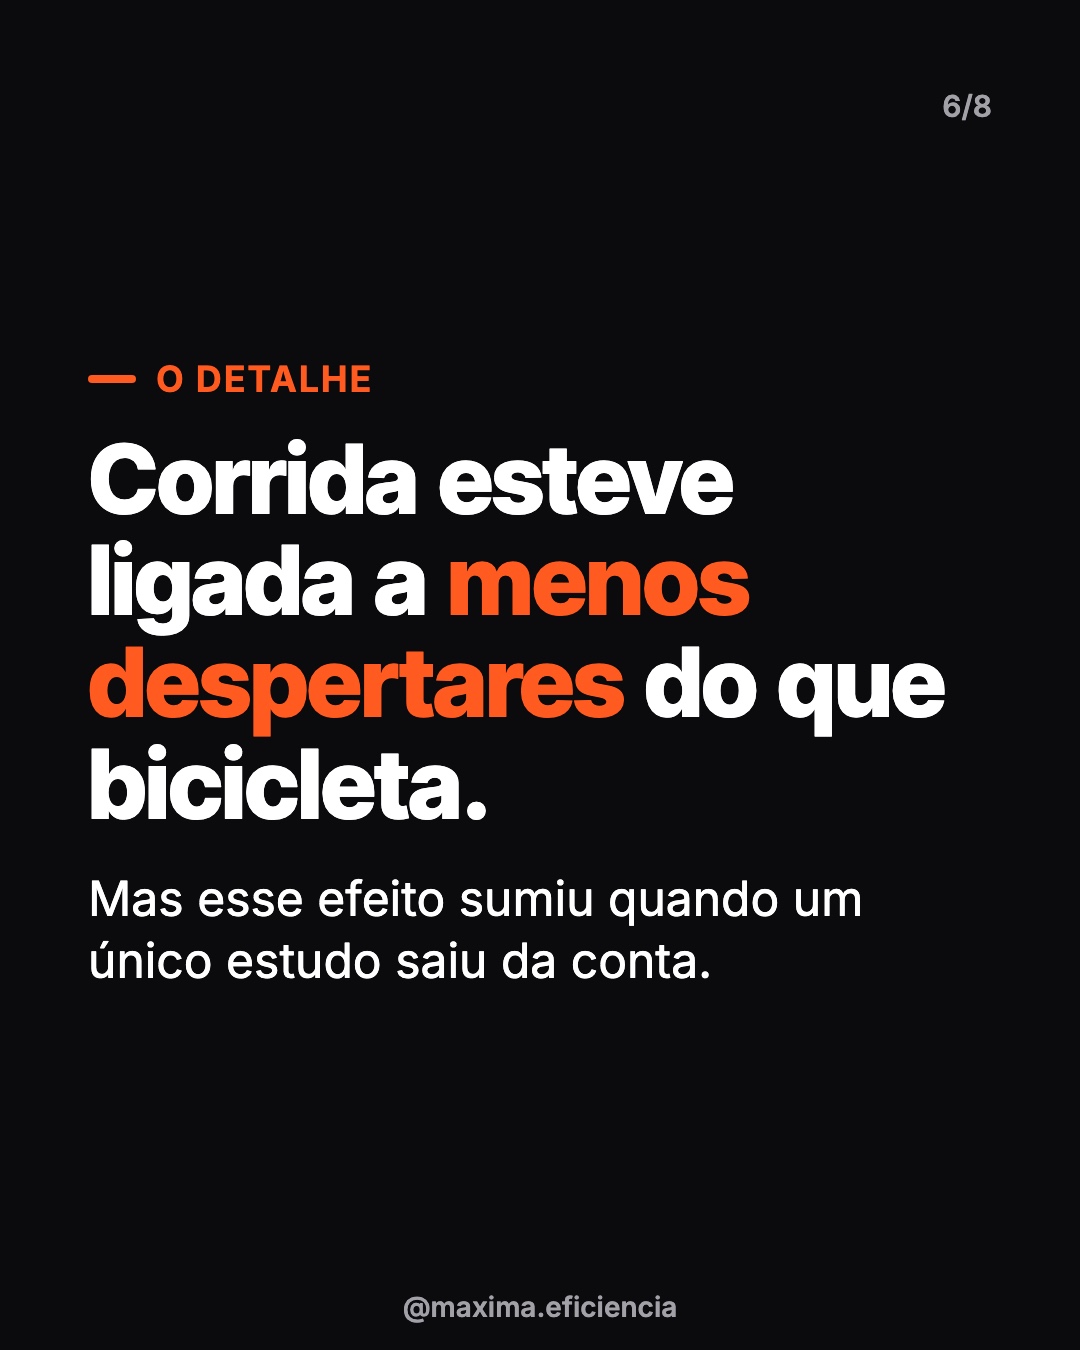 6/8
O DETALHE
Corrida esteve
ligada a menos
despertares do que
bicicleta.
Mas esse efeito sumiu quando um
único estudo saiu da conta.
@maxima.eficiencia